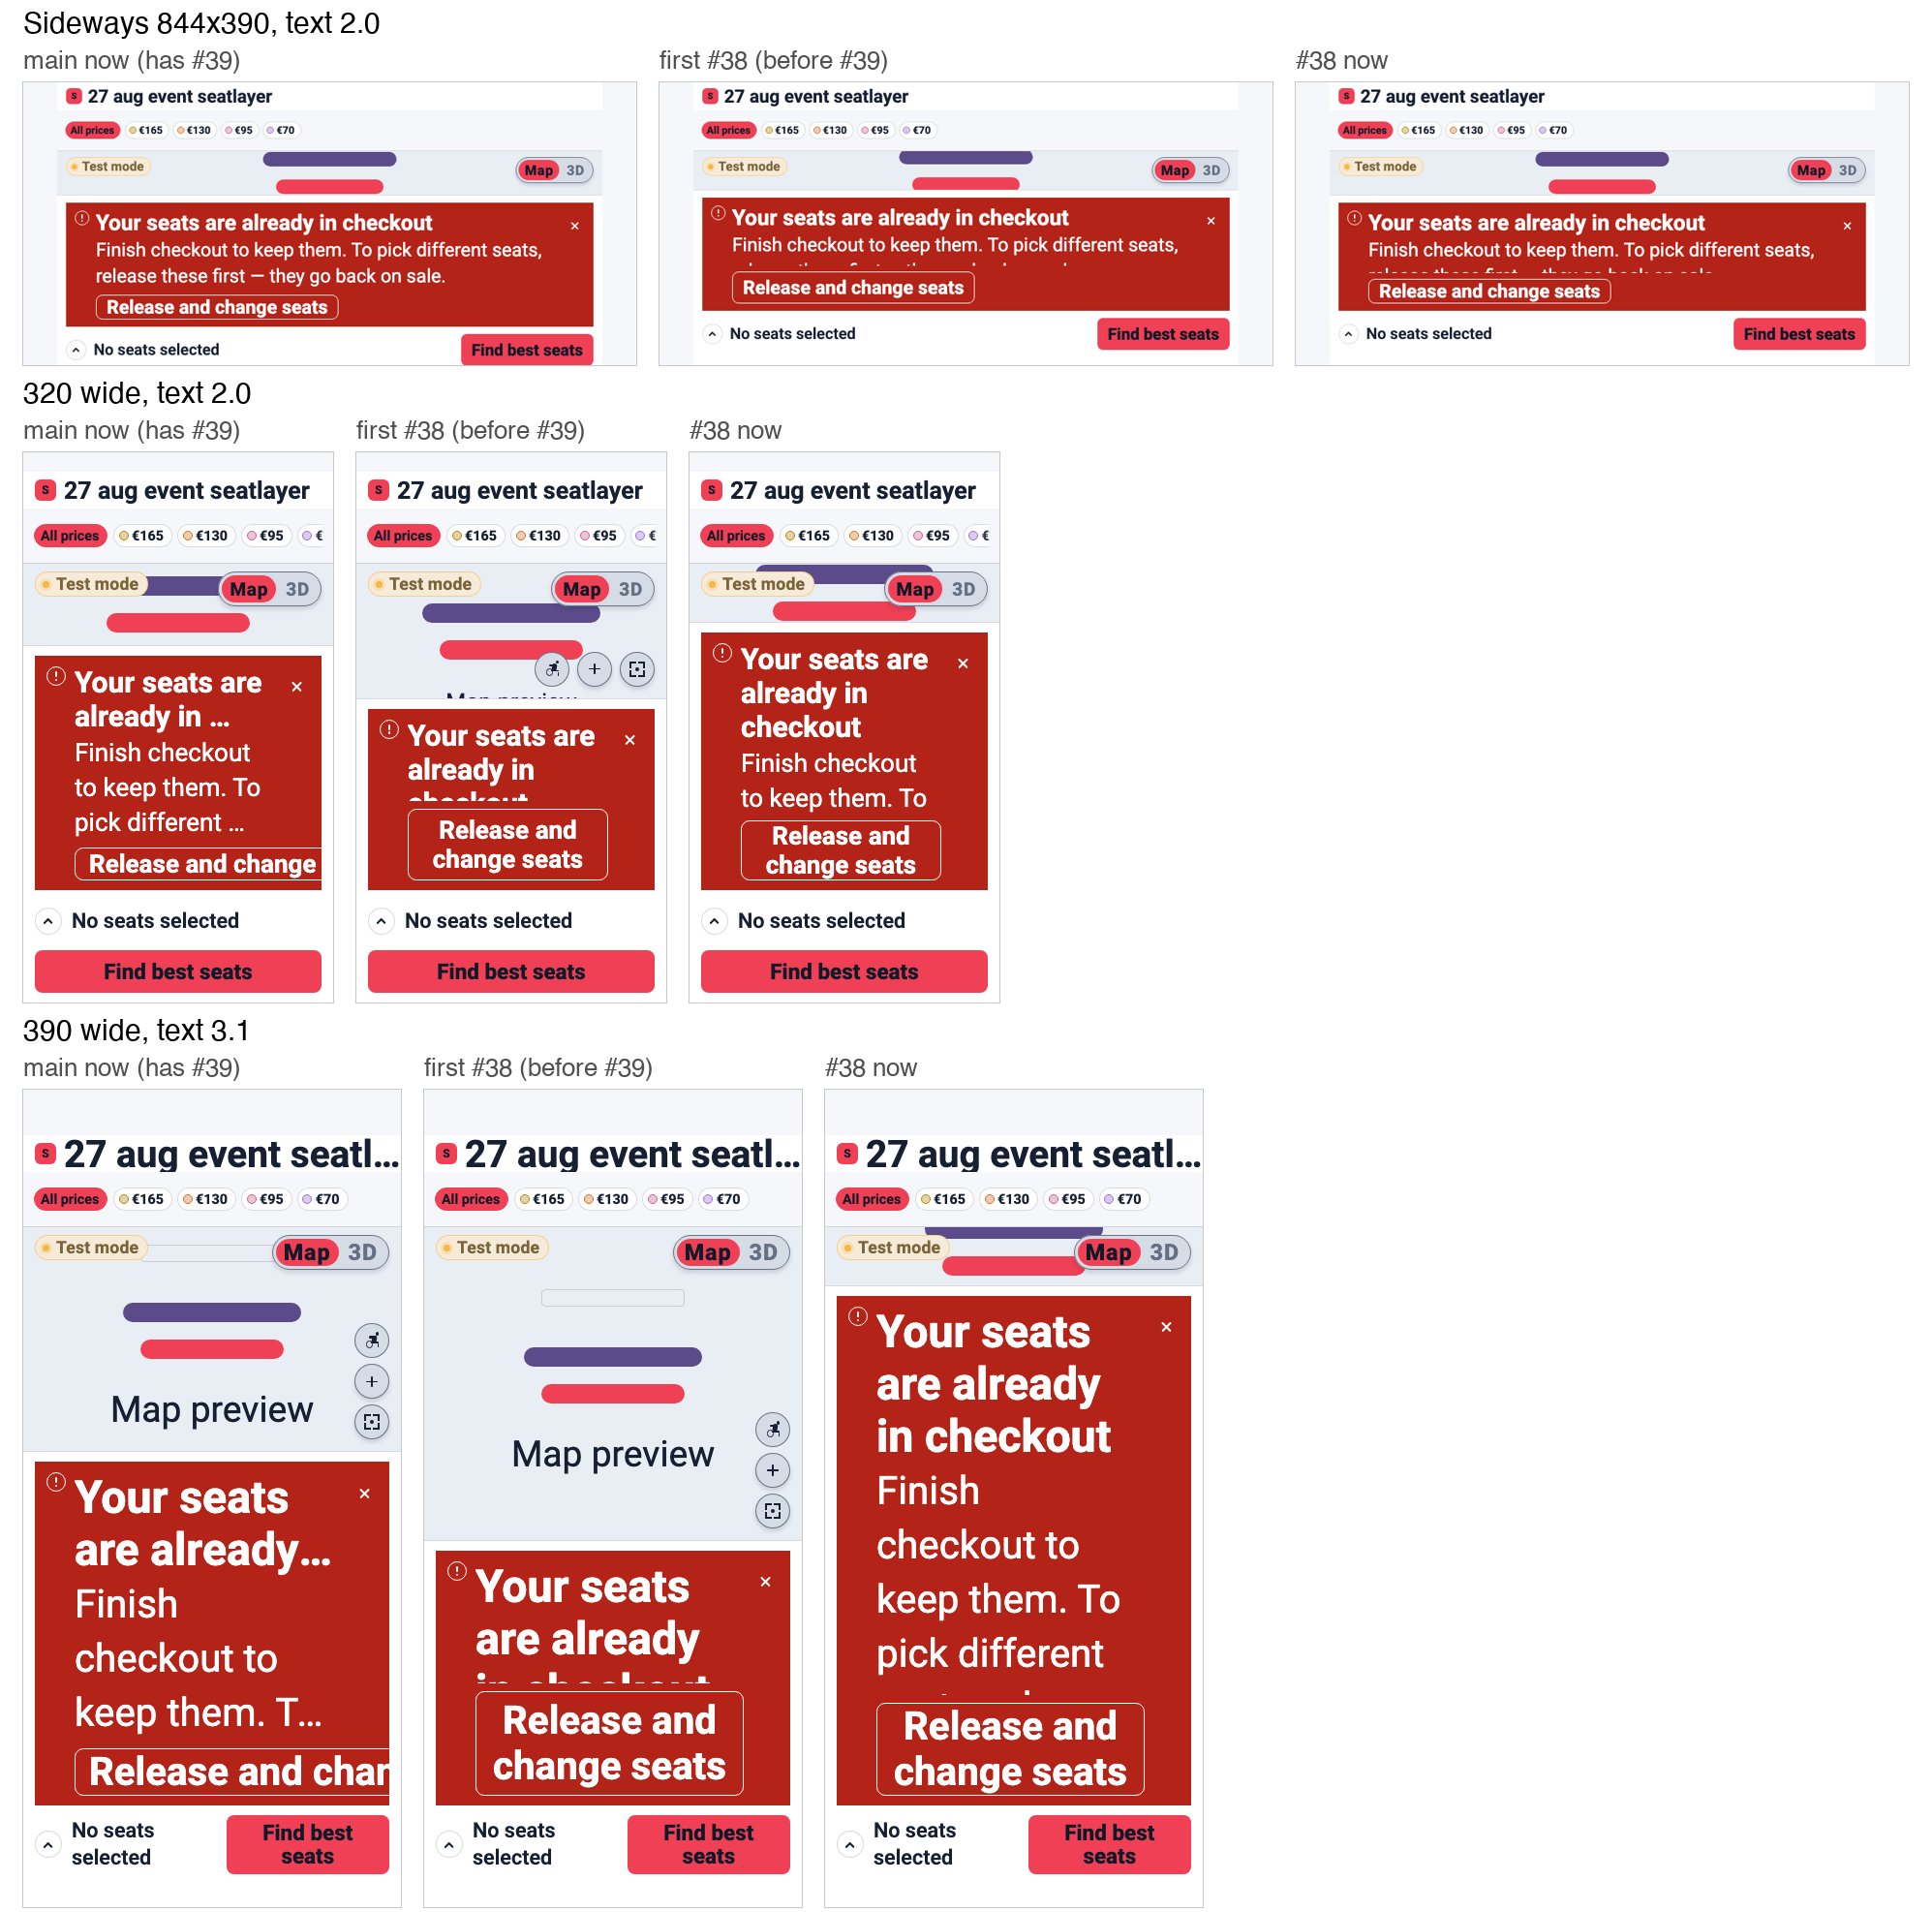 Sideways 844x390, text 2.0
main now (has #39)
first #38 (before #39)
#38 now
S 27 aug event seatlayer
All prices €165 €130 €95 €70
Test mode
Map 3D
Your seats are already in checkout ×
Finish checkout to keep them. To pick different seats,
release these first — they go back on sale.
Release and change seats
No seats selected
Find best seats
S 27 aug event seatlayer
All prices €165 €130 €95 €70
Test mode
Map 3D
Your seats are already in checkout ×
Finish checkout to keep them. To pick different seats,
Release and change seats
No seats selected
Find best seats
S 27 aug event seatlayer
All prices €165 €130 €95 €70
Test mode
Map 3D
Your seats are already in checkout ×
Finish checkout to keep them. To pick different seats,
release these first — they go back on sale.
Release and change seats
No seats selected
Find best seats
320 wide, text 2.0
main now (has #39)
first #38 (before #39)
#38 now
S 27 aug event seatlayer
All prices €165 €130 €95 €
Test mode
Map 3D
Your seats are ×
already in ...
Finish checkout
to keep them. To
pick different ...
Release and change
No seats selected
Find best seats
S 27 aug event seatlayer
All prices €165 €130 €95 €
Test mode
Map 3D
Map preview
Your seats are ×
already in
checkout
Release and
change seats
No seats selected
Find best seats
S 27 aug event seatlayer
All prices €165 €130 €95 €
Test mode
Map 3D
Your seats are ×
already in
checkout
Finish checkout
to keep them. To
Release and
change seats
No seats selected
Find best seats
390 wide, text 3.1
main now (has #39)
first #38 (before #39)
#38 now
S 27 aug event seatl...
All prices €165 €130 €95 €70
Test mode
Map 3D
Map preview
Your seats ×
are already...
Finish
checkout to
keep them. T...
Release and char
No seats
selected
Find best
seats
S 27 aug event seatl...
All prices €165 €130 €95 €70
Test mode
Map 3D
Map preview
Your seats ×
are already
in checkout
Release and
change seats
No seats
selected
Find best
seats
S 27 aug event seatl...
All prices €165 €130 €95 €70
Test mode
Map 3D
Your seats ×
are already
in checkout
Finish
checkout to
keep them. To
pick different
Release and
change seats
No seats
selected
Find best
seats